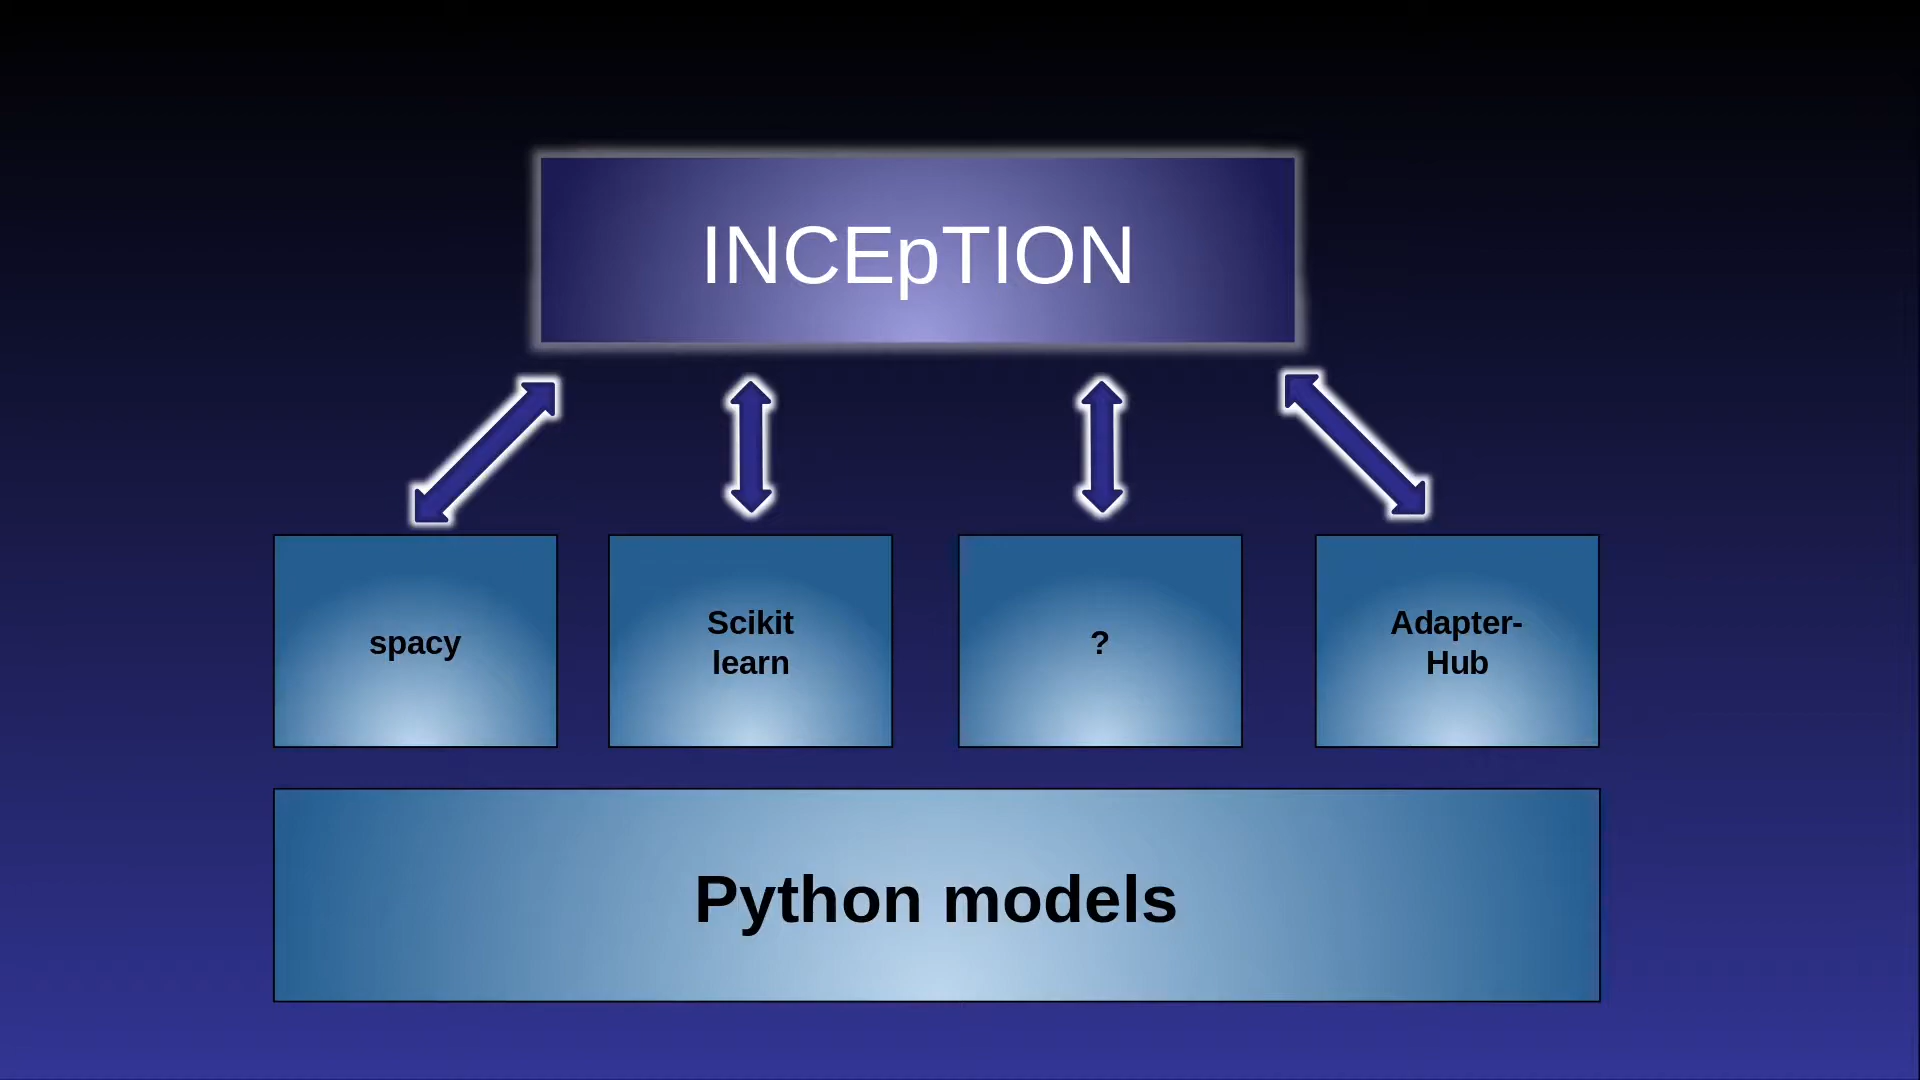 INCEpTION
spacy
Scikit
learn
?
Adapter-
Hub
Python models